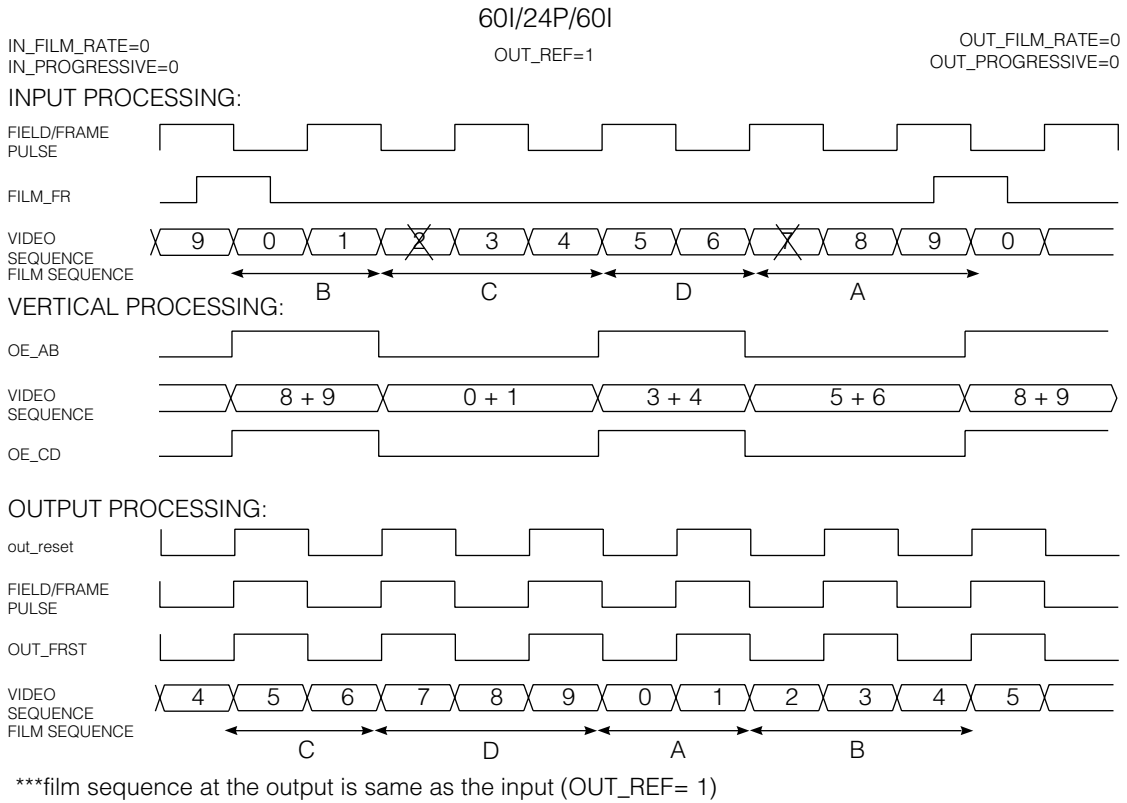 60I/24P/60I
IN_FILM_RATE=0
IN_PROGRESSIVE=0
OUT_REF=1
OUT_FILM_RATE=0
OUT_PROGRESSIVE=0
INPUT PROCESSING:
FIELD/FRAME
PULSE
FILM_FR
VIDEO
SEQUENCE
9 0 1 2 3 4 5 6 7 8 9 0
FILM SEQUENCE
B C D A
VERTICAL PROCESSING:
OE_AB
VIDEO
SEQUENCE
8 + 9 0 + 1 3 + 4 5 + 6 8 + 9
OE_CD
OUTPUT PROCESSING:
out_reset
FIELD/FRAME
PULSE
OUT_FRST
VIDEO
SEQUENCE
4 5 6 7 8 9 0 1 2 3 4 5
FILM SEQUENCE
C D A B
***film sequence at the output is same as the input (OUT_REF= 1)